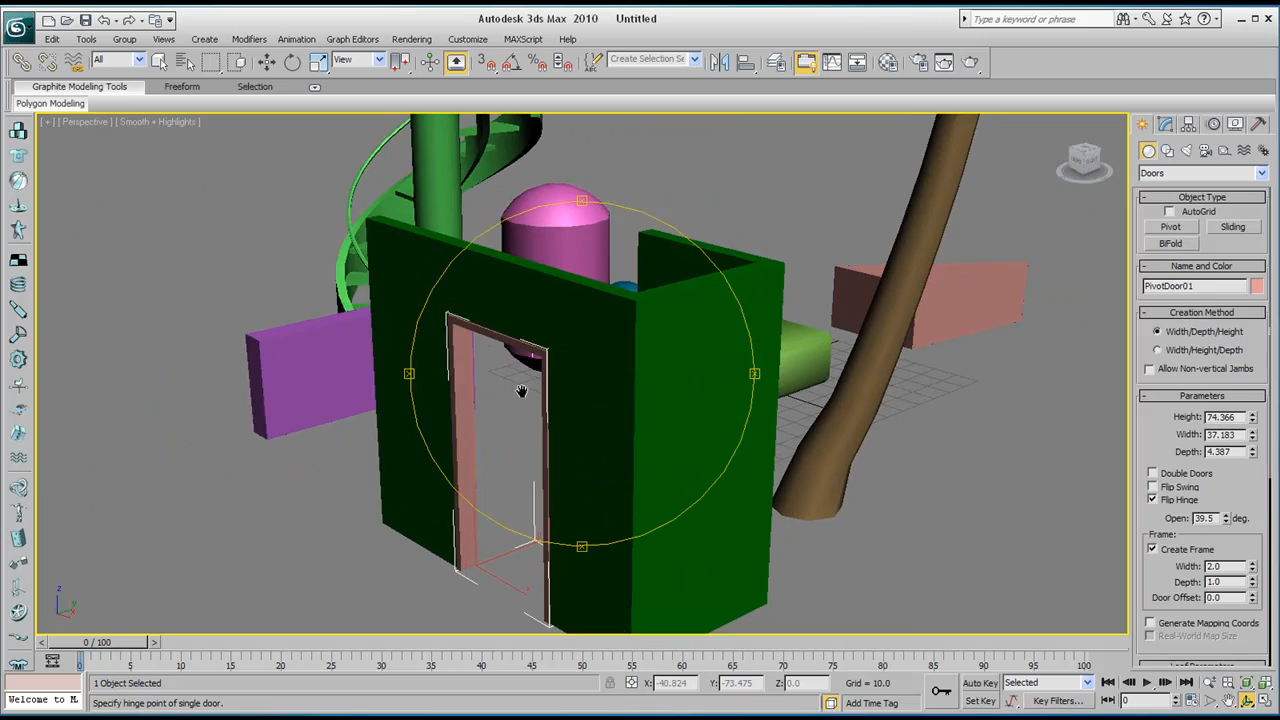 Autodesk 3ds Max 2010 Untitled
Type a keyword or phrase
Edit Tools Group Views Create Modifiers Animation Graph Editors Rendering Customize MAXScript Help
All
View
Create Selection Se
Graphite Modeling Tools Freeform Selection
Polygon Modeling
[ + ] [ Perspective ] [ Smooth + Highlights ]
Doors
Object Type
AutoGrid
Pivot Sliding
BiFold
Name and Color
PivotDoor01
Creation Method
Width/Depth/Height
Width/Height/Depth
Allow Non-vertical Jambs
Parameters
Height: 74.366
Width: 37.183
Depth: 4.387
Double Doors
Flip Swing
Flip Hinge
Open: 39.5 deg.
Frame:
Create Frame
Width: 2.0
Depth: 1.0
Door Offset: 0.0
Generate Mapping Coords
Real-World Map Size
z
x
0 / 100
0 5 10 15 20 25 30 35 40 45 50 55 60 65 70 75 80 85 90 95 100
1 Object Selected
X: -40.824 Y: -73.475 Z: 0.0
Grid = 10.0
Auto Key Selected
Welcome to M
Specify hinge point of single door.
Add Time Tag
Set Key Key Filters...
0